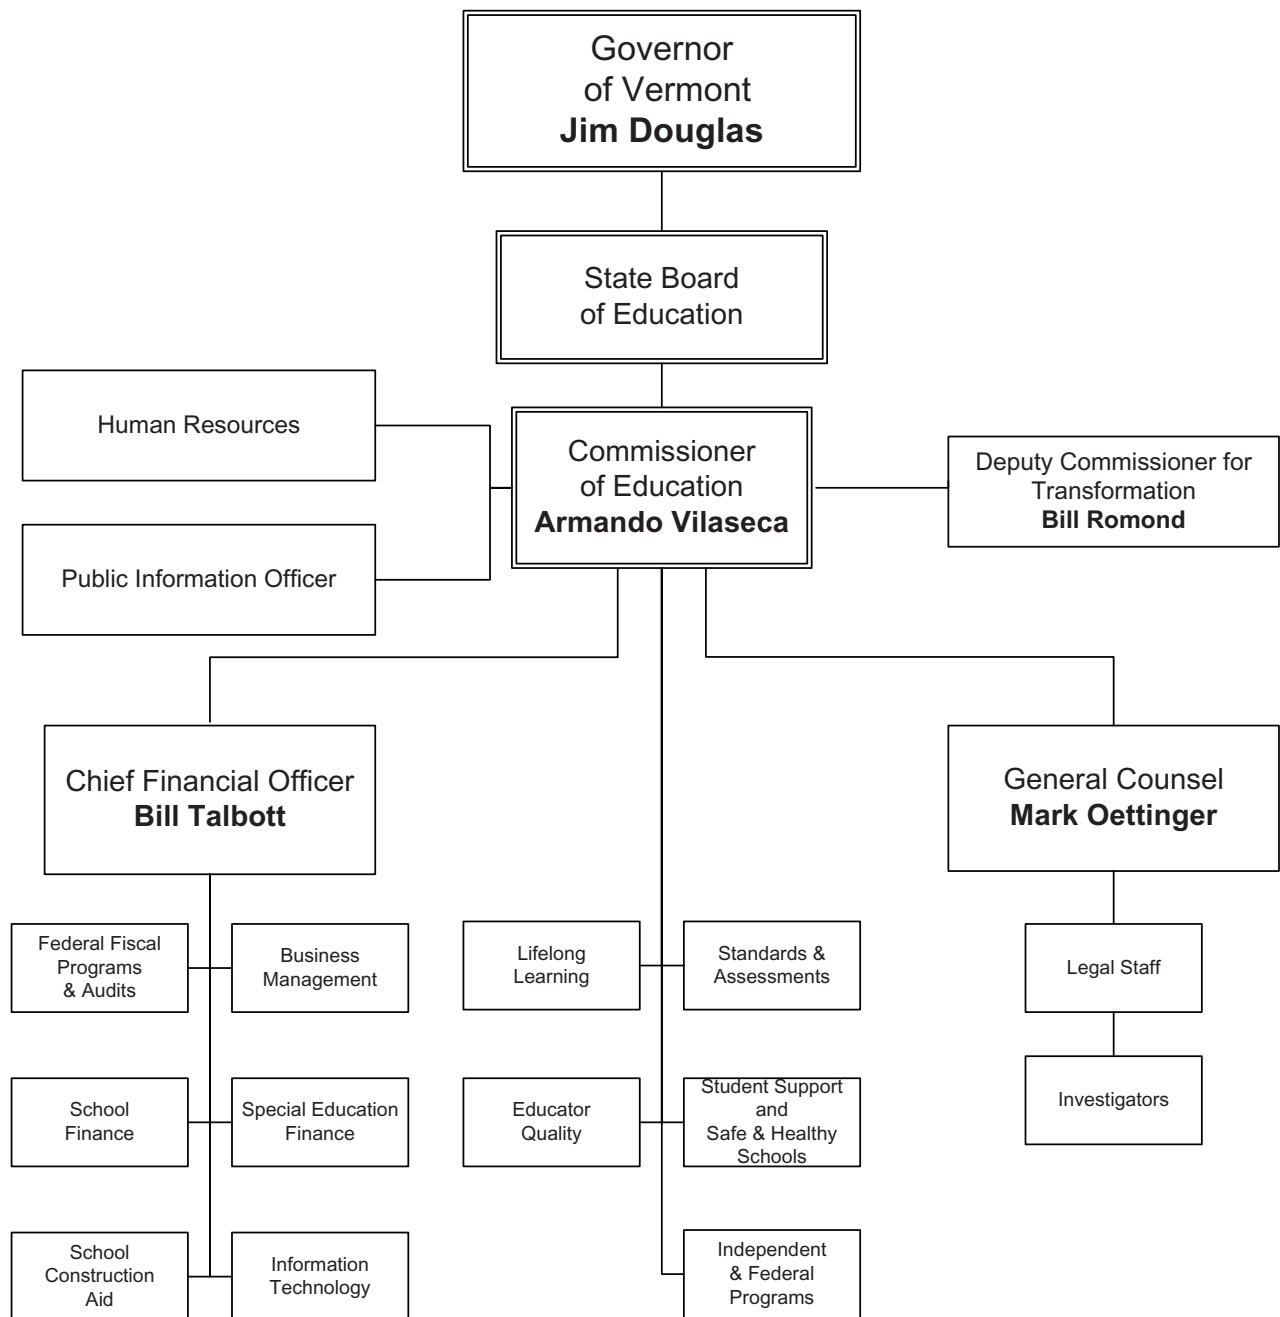 Governor
of Vermont
Jim Douglas
State Board
of Education
Human Resources
Commissioner
of Education
Armando Vilaseca
Deputy Commissioner for
Transformation
Bill Romond
Public Information Officer
Chief Financial Officer
Bill Talbott
General Counsel
Mark Oettinger
Federal Fiscal
Programs
& Audits
Business
Management
Lifelong
Learning
Standards &
Assessments
Legal Staff
School
Finance
Special Education
Finance
Educator
Quality
Student Support
and
Safe & Healthy
Schools
Investigators
School
Construction
Aid
Information
Technology
Independent
& Federal
Programs